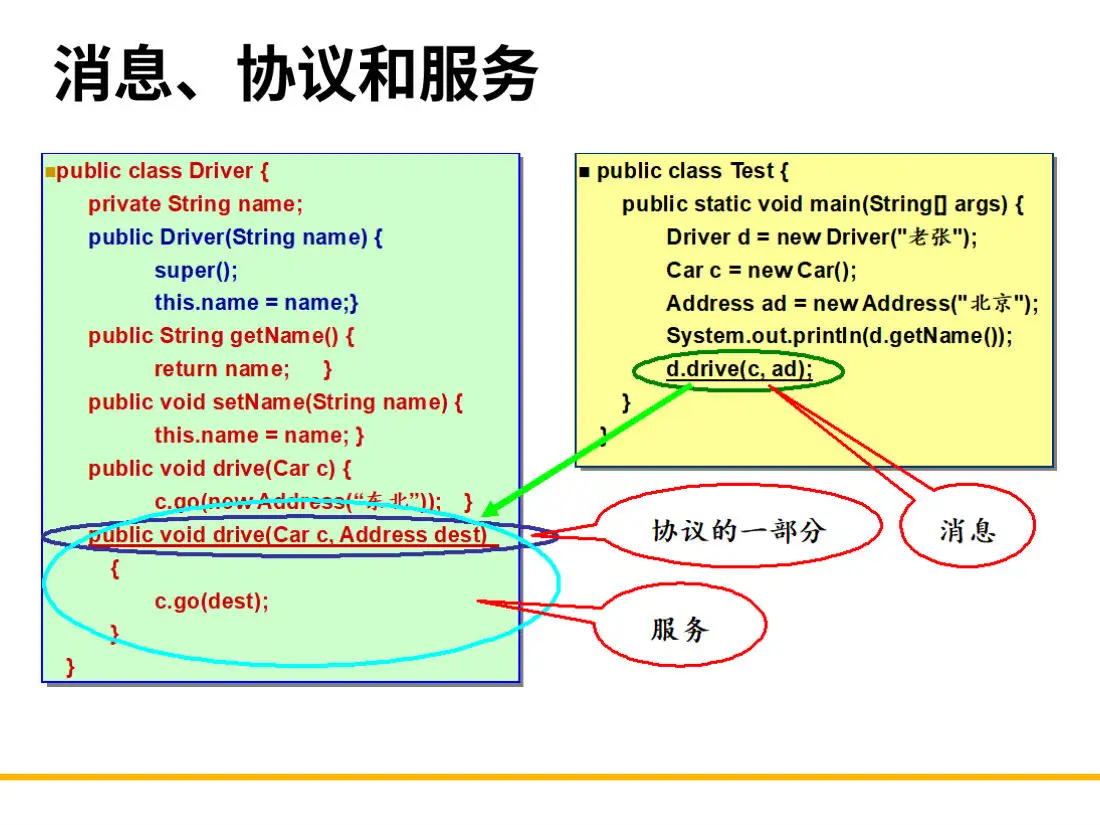 消息、协议和服务
public class Driver {
private String name;
public Driver(String name) {
super();
this.name = name;}
public String getName() {
return name; }
public void setName(String name) {
this.name = name; }
public void drive(Car c) {
c.go(new Address(“东北”)); }
public void drive(Car c, Address dest)
{
c.go(dest);
}
}
public class Test {
public static void main(String[] args) {
Driver d = new Driver("老张");
Car c = new Car();
Address ad = new Address("北京");
System.out.println(d.getName());
d.drive(c, ad);
}
}
协议的一部分
消息
服务